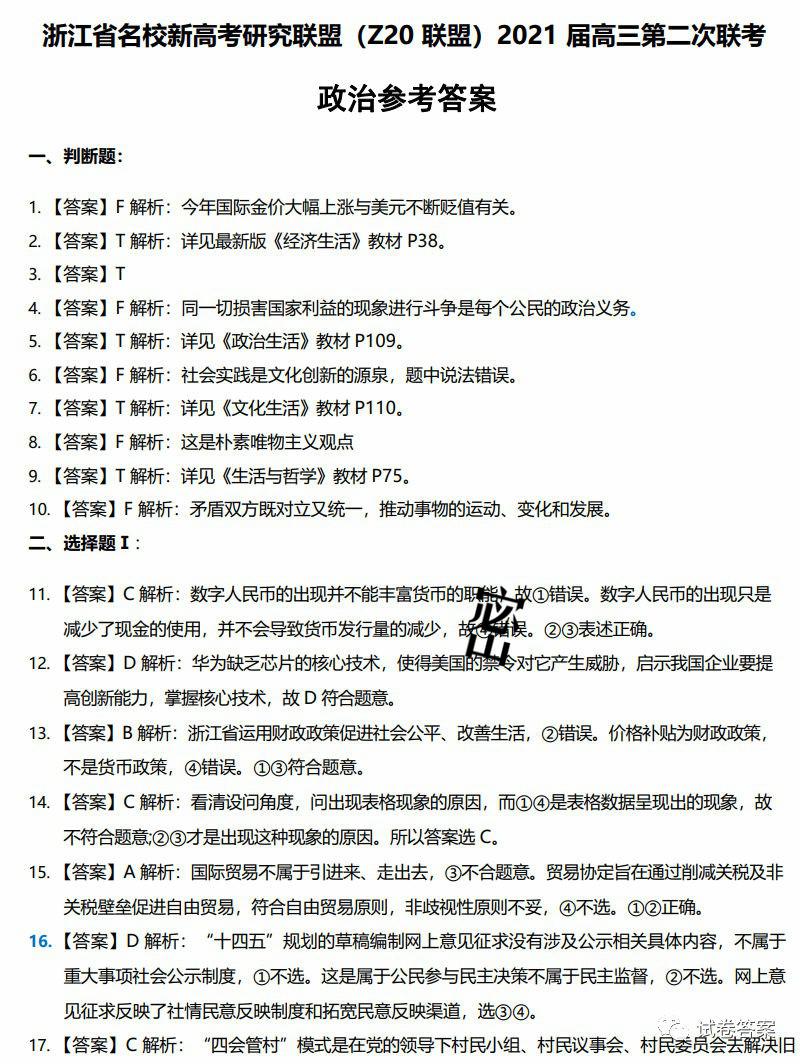 浙江省名校新高考研究联盟（Z20 联盟）2021 届高三第二次联考
政治参考答案
一、判断题：
1. 【答案】F 解析：今年国际金价大幅上涨与美元不断贬值有关。
2. 【答案】T 解析：详见最新版《经济生活》教材 P38。
3. 【答案】T
4. 【答案】F 解析：同一切损害国家利益的现象进行斗争是每个公民的政治义务。
5. 【答案】T 解析：详见《政治生活》教材 P109。
6. 【答案】F 解析：社会实践是文化创新的源泉，题中说法错误。
7. 【答案】T 解析：详见《文化生活》教材 P110。
8. 【答案】F 解析：这是朴素唯物主义观点
9. 【答案】T 解析：详见《生活与哲学》教材 P75。
10. 【答案】F 解析：矛盾双方既对立又统一，推动事物的运动、变化和发展。
二、选择题 I：
11. 【答案】C 解析：数字人民币的出现并不能丰富货币的职能，故①错误。数字人民币的出现只是
减少了现金的使用，并不会导致货币发行量的减少，故④错误。②③表述正确。
密
12. 【答案】D 解析：华为缺乏芯片的核心技术，使得美国的禁令对它产生威胁，启示我国企业要提
高创新能力，掌握核心技术，故 D 符合题意。
13. 【答案】B 解析：浙江省运用财政政策促进社会公平、改善生活，②错误。价格补贴为财政政策，
不是货币政策，④错误。①③符合题意。
14. 【答案】C 解析：看清设问角度，问出现表格现象的原因，而①④是表格数据呈现出的现象，故
不符合题意;②③才是出现这种现象的原因。所以答案选 C。
15. 【答案】A 解析：国际贸易不属于引进来、走出去，③不合题意。贸易协定旨在通过削减关税及非
关税壁垒促进自由贸易，符合自由贸易原则，非歧视性原则不妥，④不选。①②正确。
16. 【答案】D 解析：“十四五”规划的草稿编制网上意见征求没有涉及公示相关具体内容，不属于
重大事项社会公示制度，①不选。这是属于公民参与民主决策不属于民主监督，②不选。网上意
见征求反映了社情民意反映制度和拓宽民意反映渠道，选③④。
17. 【答案】C 解析：“四会管村”模式是在党的领导下村民小组、村民议事会、村民委员会去解决旧
试卷答案